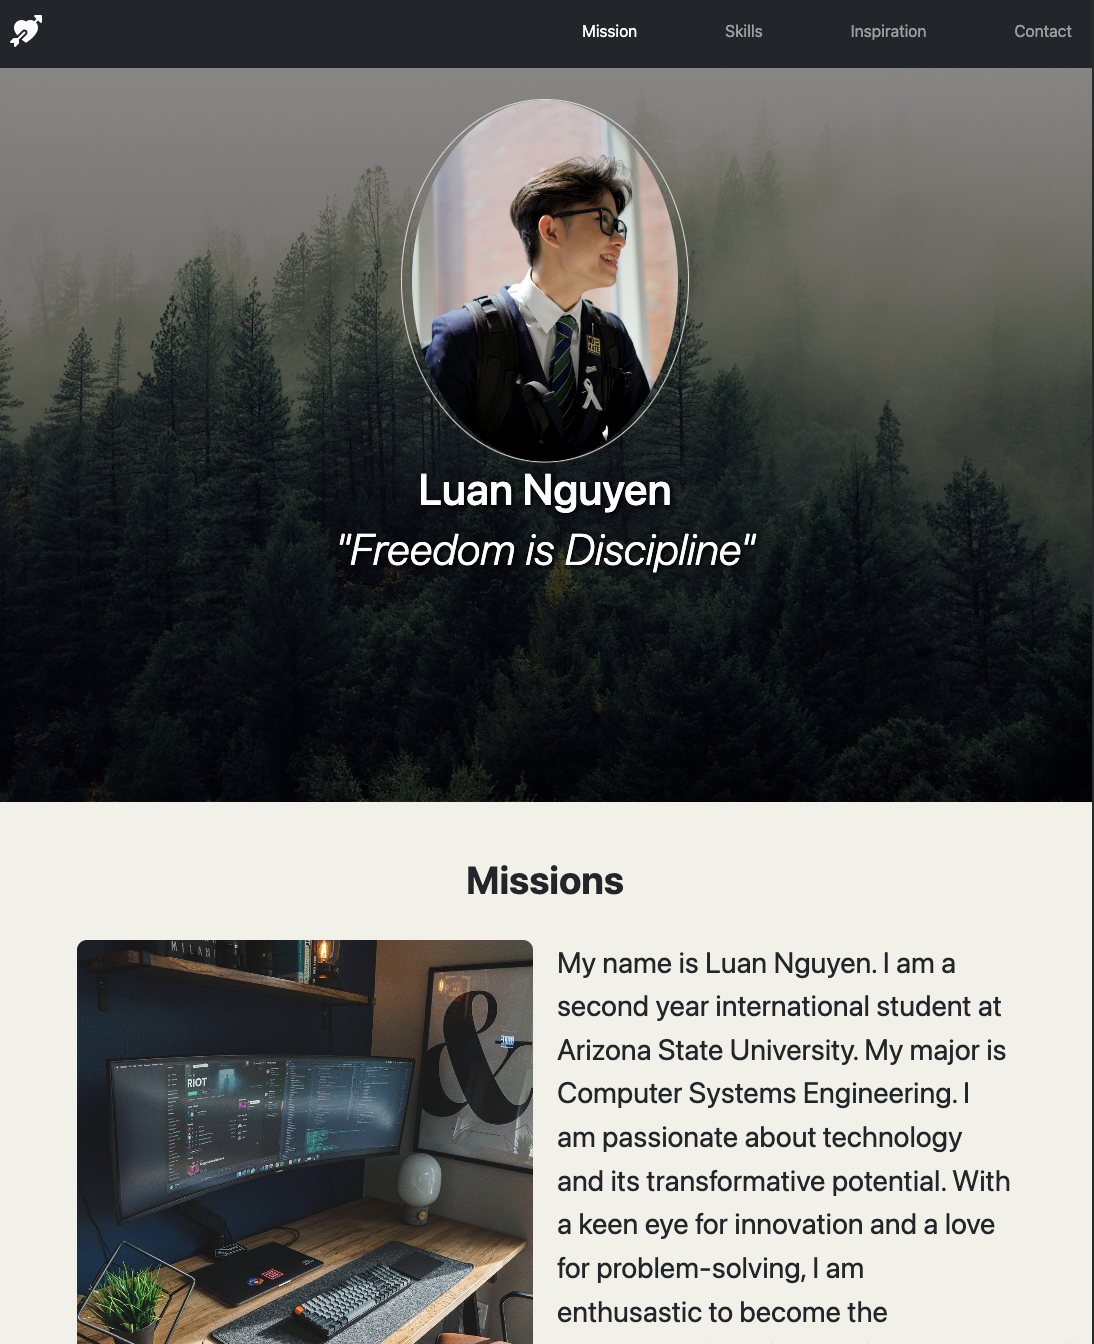 Mission Skills Inspiration Contact
Luan Nguyen
"Freedom is Discipline"
Missions
MILANO
RIOT
&
My name is Luan Nguyen. I am a
second year international student at
Arizona State University. My major is
Computer Systems Engineering. I
am passionate about technology
and its transformative potential. With
a keen eye for innovation and a love
for problem-solving, I am
enthusastic to become the